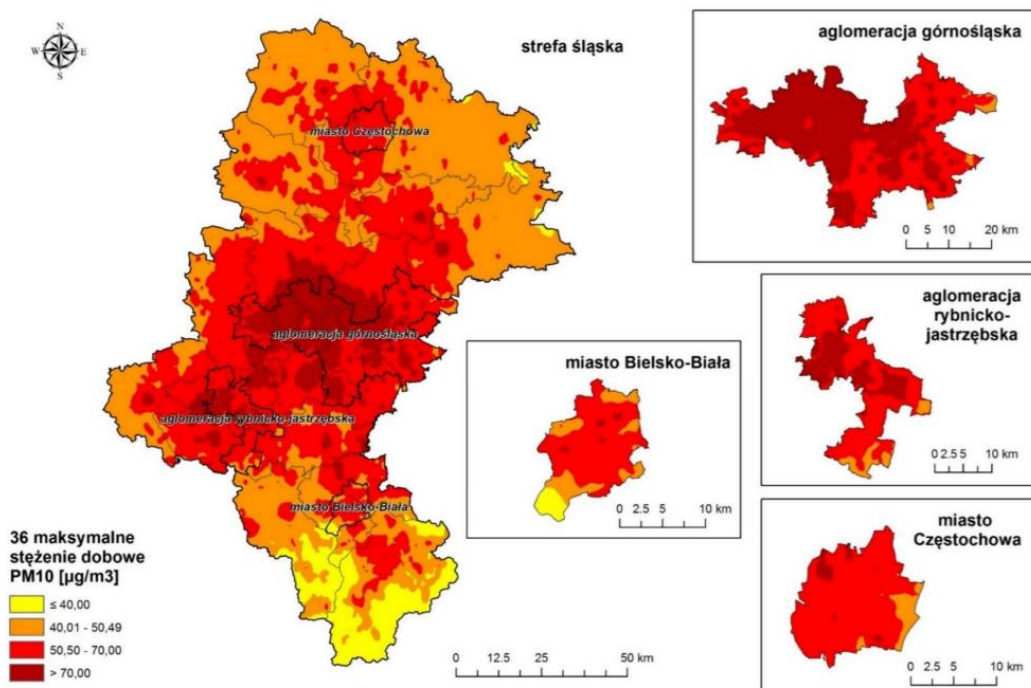 N
W E
S
strefa śląska
miasto Częstochowa
aglomeracja górnośląska
aglomeracja rybnicko-jastrzębska
miasto Bielsko-Biała
36 maksymalne
stężenie dobowe
PM10 [µg/m3]
≤ 40,00
40,01 - 50,49
50,50 - 70,00
> 70,00
0 12.5 25 50 km
aglomeracja górnośląska
0 5 10 20 km
miasto Bielsko-Biała
0 2.5 5 10 km
aglomeracja
rybnicko-
jastrzębska
0 2.5 5 10 km
miasto
Częstochowa
0 2.5 5 10 km